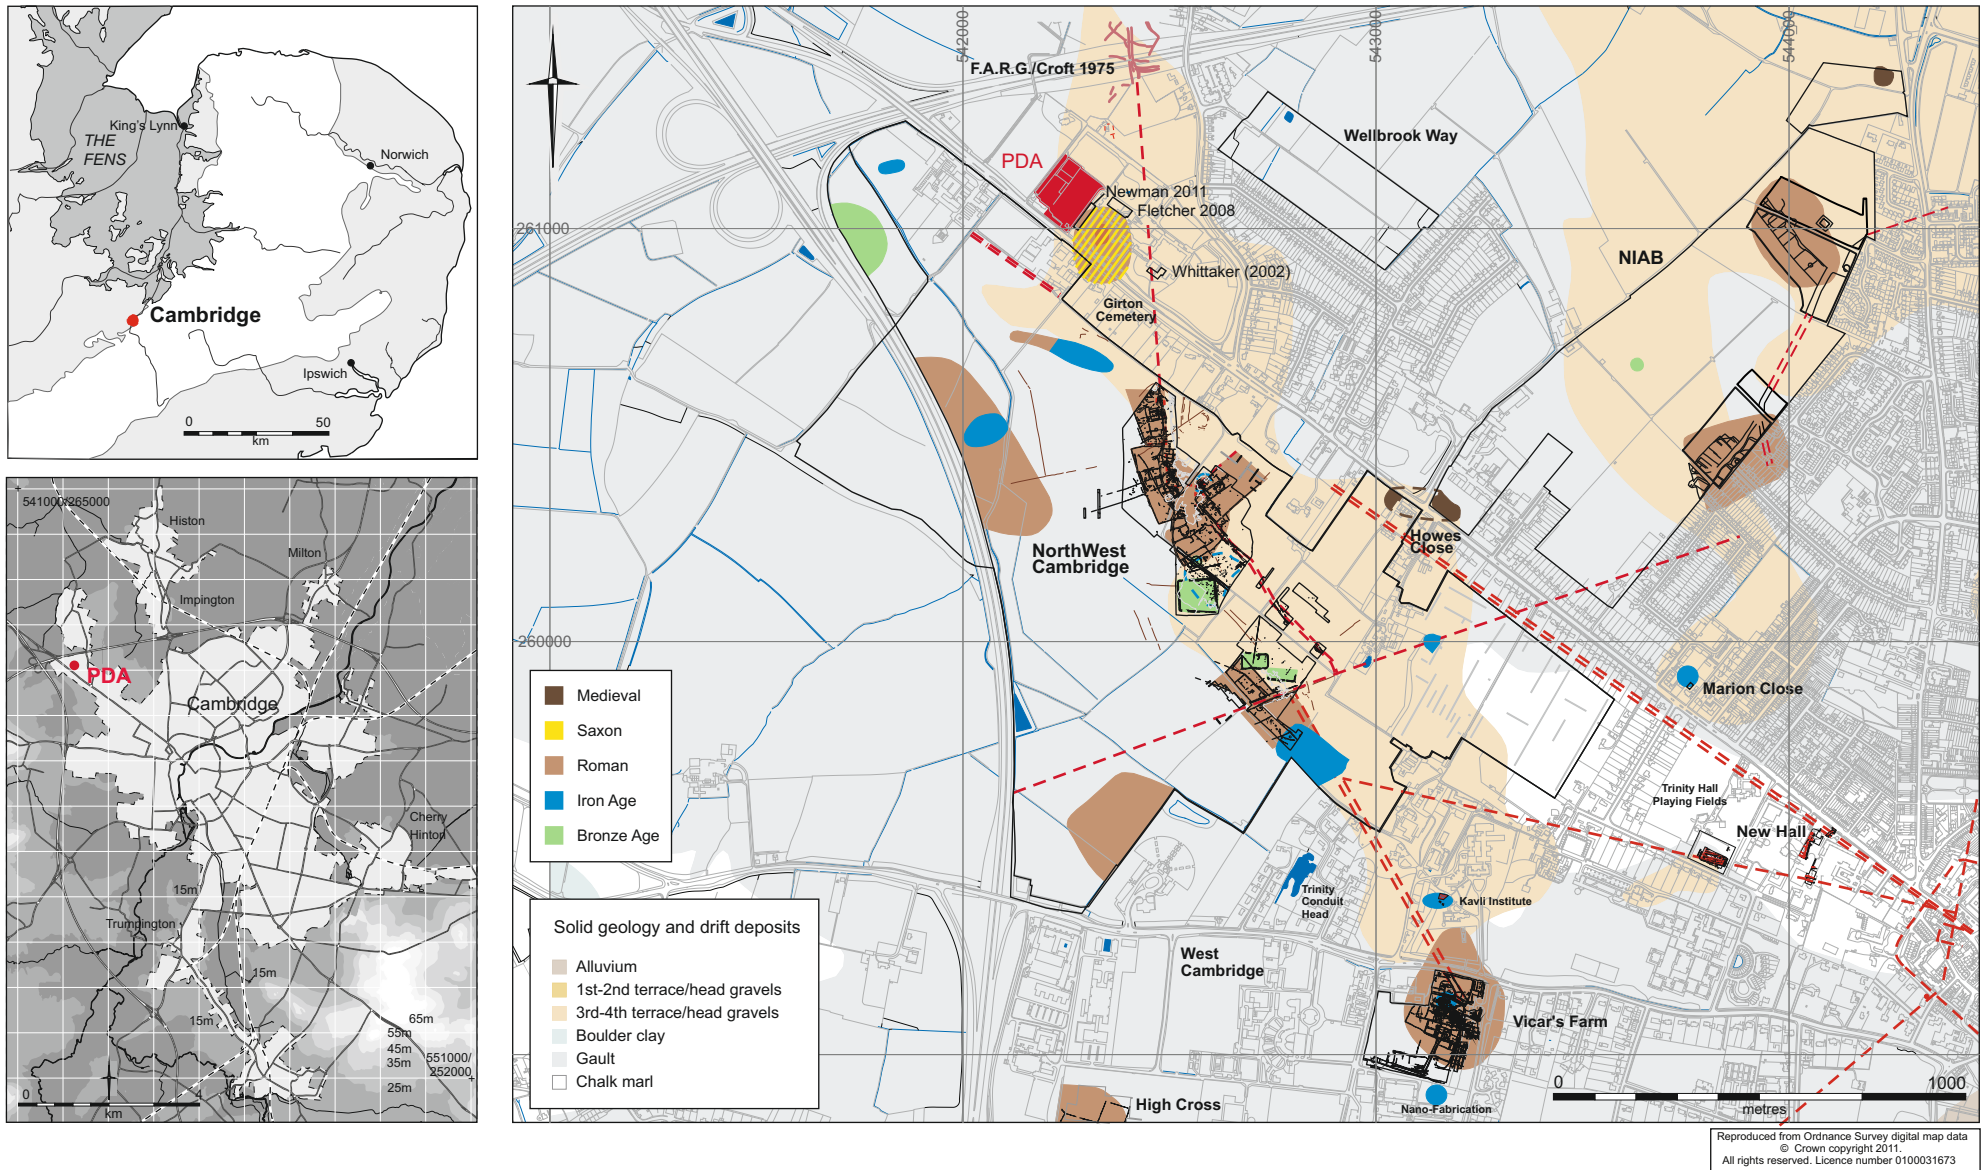 King's Lynn
THE
FENS
Norwich
Cambridge
Ipswich
0
50
km
541000/265000
Histon
Milton
Impington
PDA
Cambridge
Cherry
Hinton
15m
Trumpington
15m
15m
65m
55m
45m
35m
25m
551000/
252000
0
4
km
542000
543000
544000
F.A.R.G./Croft 1975
Wellbrook Way
PDA
Newman 2011
Fletcher 2008
261000
NIAB
Whittaker (2002)
Girton
Cemetery
Howes
Close
NorthWest
Cambridge
260000
Medieval
Saxon
Roman
Iron Age
Bronze Age
Marion Close
Trinity Hall
Playing Fields
New Hall
Trinity
Conduit
Head
Kavli Institute
Solid geology and drift deposits
Alluvium
1st-2nd terrace/head gravels
3rd-4th terrace/head gravels
Boulder clay
Gault
Chalk marl
West
Cambridge
Vicar's Farm
High Cross
Nano-Fabrication
0
1000
metres
Reproduced from Ordnance Survey digital map data
© Crown copyright 2011.
All rights reserved. Licence number 0100031673